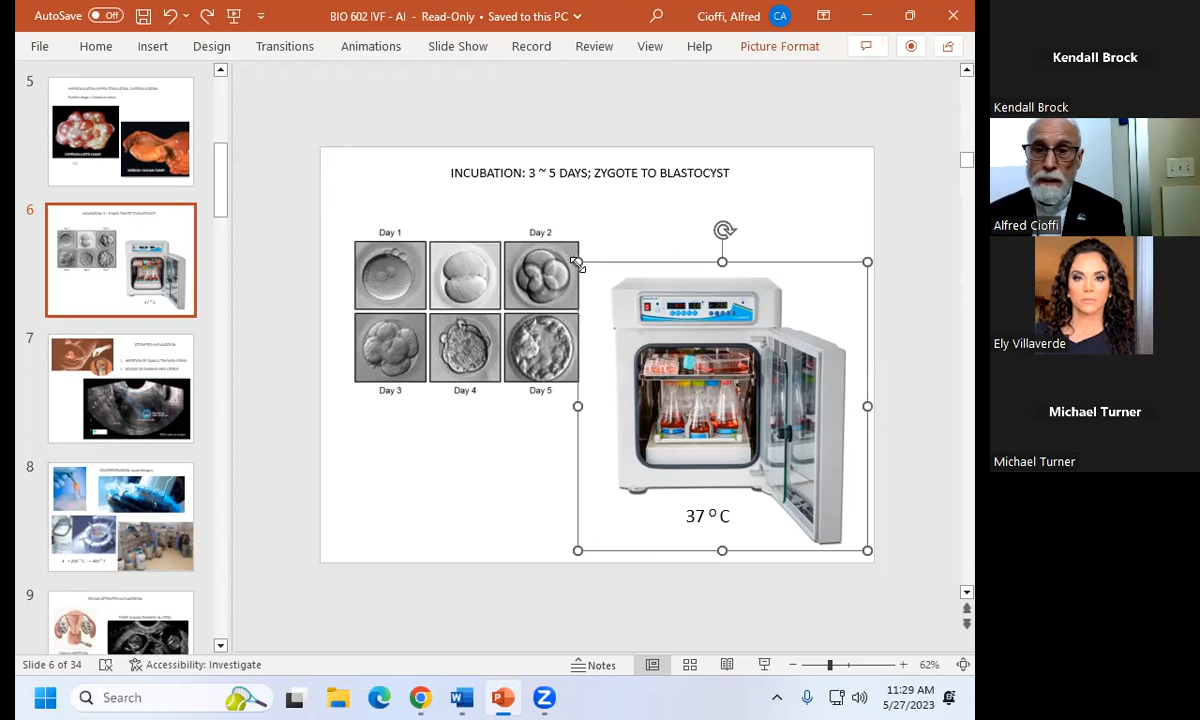 AutoSave Off
BIO 602 IVF - AI - Read-Only • Saved to this PC
Cioffi, Alfred CA
File Home Insert Design Transitions Animations Slide Show Record Review View Help Picture Format
5
6
7
8
9
INCUBATION: 3 ~ 5 DAYS; ZYGOTE TO BLASTOCYST
Day 1 Day 2
Day 3 Day 4 Day 5
37 º C
Slide 6 of 34 Accessibility: Investigate Notes 62%
Search
11:29 AM
5/27/2023
Kendall Brock
Kendall Brock
Alfred Cioffi
Ely Villaverde
Michael Turner
Michael Turner